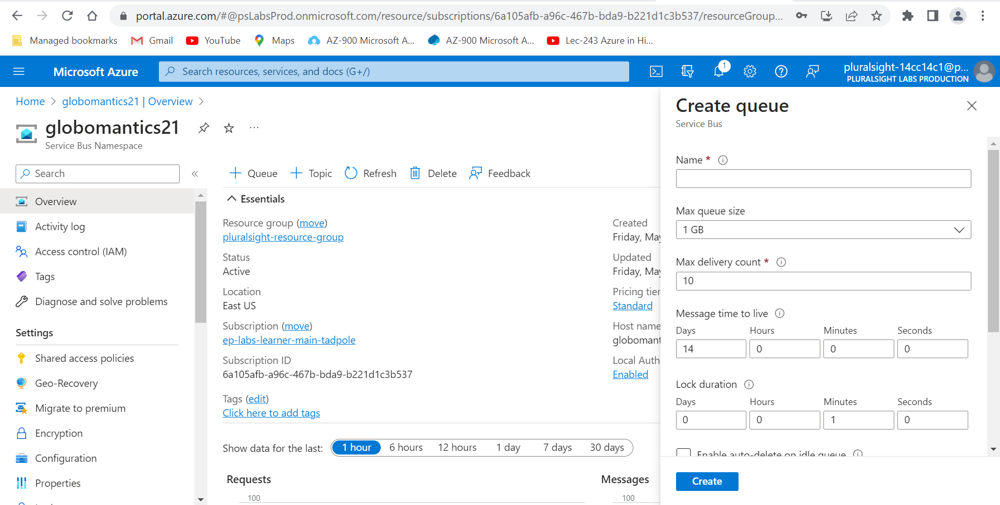 portal.azure.com/#@psLabsProd.onmicrosoft.com/resource/subscriptions/6a105afb-a96c-467b-bda9-b221d1c3b537/resourceGroup...
Managed bookmarks Gmail YouTube Maps AZ-900 Microsoft A... AZ-900 Microsoft A... Lec-243 Azure in Hi...
Microsoft Azure Search resources, services, and docs (G+/) 1 pluralsight-14cc14c1@p...
PLURALSIGHT LABS PRODUCTION
Home > globomantics21 | Overview >
globomantics21
Service Bus Namespace
Search «
Overview
Activity log
Access control (IAM)
Tags
Diagnose and solve problems
Settings
Shared access policies
Geo-Recovery
Migrate to premium
Encryption
Configuration
Properties
Queue Topic Refresh Delete Feedback
Essentials
Resource group (move)
pluralsight-resource-group
Status
Active
Location
East US
Subscription (move)
ep-labs-learner-main-tadpole
Subscription ID
6a105afb-a96c-467b-bda9-b221d1c3b537
Tags (edit)
Click here to add tags
Created
Friday, May
Updated
Friday, May
Pricing tier
Standard
Host name
globomant
Local Auth
Enabled
Show data for the last: 1 hour 6 hours 12 hours 1 day 7 days 30 days
Requests
100
Messages
100
Create queue
Service Bus
Name *
Max queue size
1 GB
Max delivery count *
10
Message time to live
Days Hours Minutes Seconds
14 0 0 0
Lock duration
Days Hours Minutes Seconds
0 0 1 0
Enable auto-delete on idle queue
Create